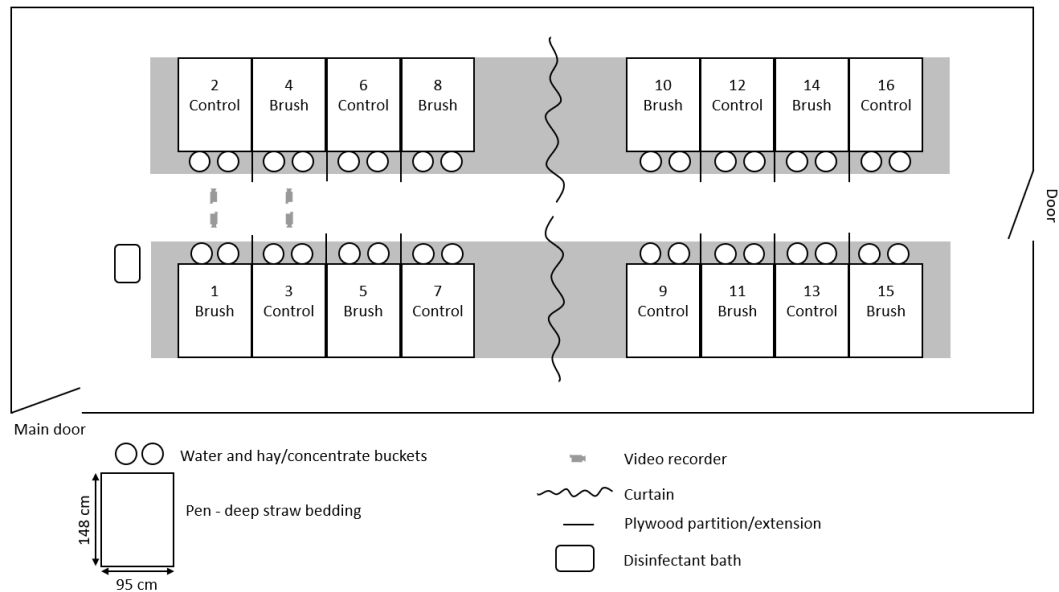 2
Control
4
Brush
6
Control
8
Brush
10
Brush
12
Control
14
Brush
16
Control
Door
1
Brush
3
Control
5
Brush
7
Control
9
Control
11
Brush
13
Control
15
Brush
Main door
Water and hay/concentrate buckets
148 cm
Pen - deep straw bedding
95 cm
Video recorder
Curtain
Plywood partition/extension
Disinfectant bath